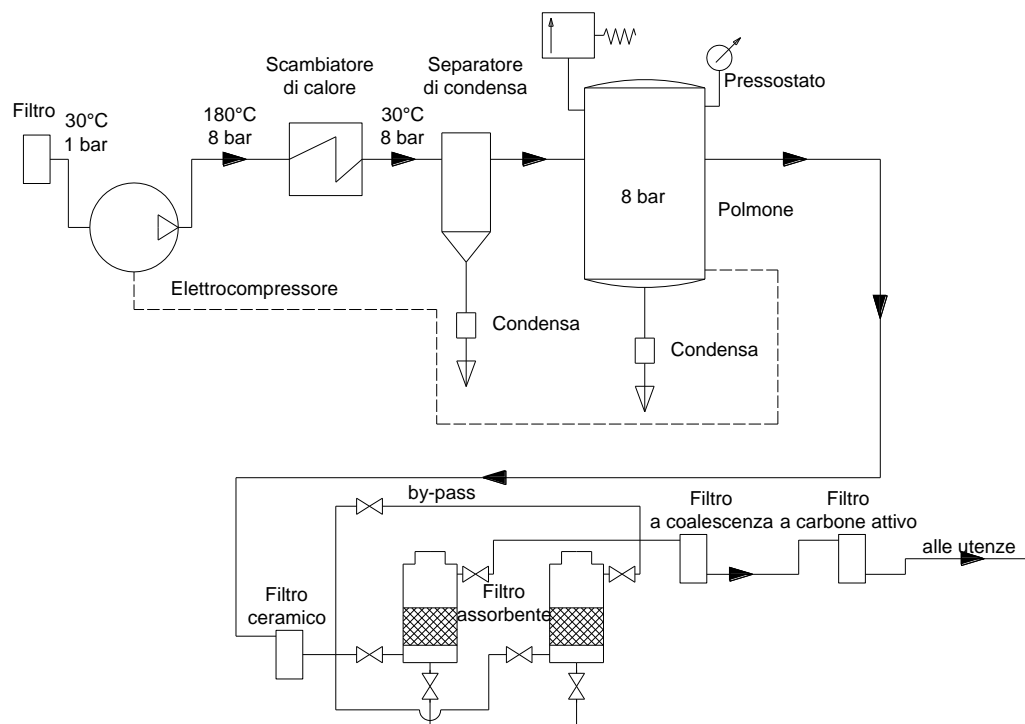 Scambiatore
di calore
Separatore
di condensa
Pressostato
Filtro
30°C
1 bar
180°C
8 bar
30°C
8 bar
8 bar
Polmone
Elettrocompressore
Condensa
Condensa
by-pass
Filtro
a coalescenza
Filtro
a carbone attivo
alle utenze
Filtro
ceramico
Filtro
assorbente